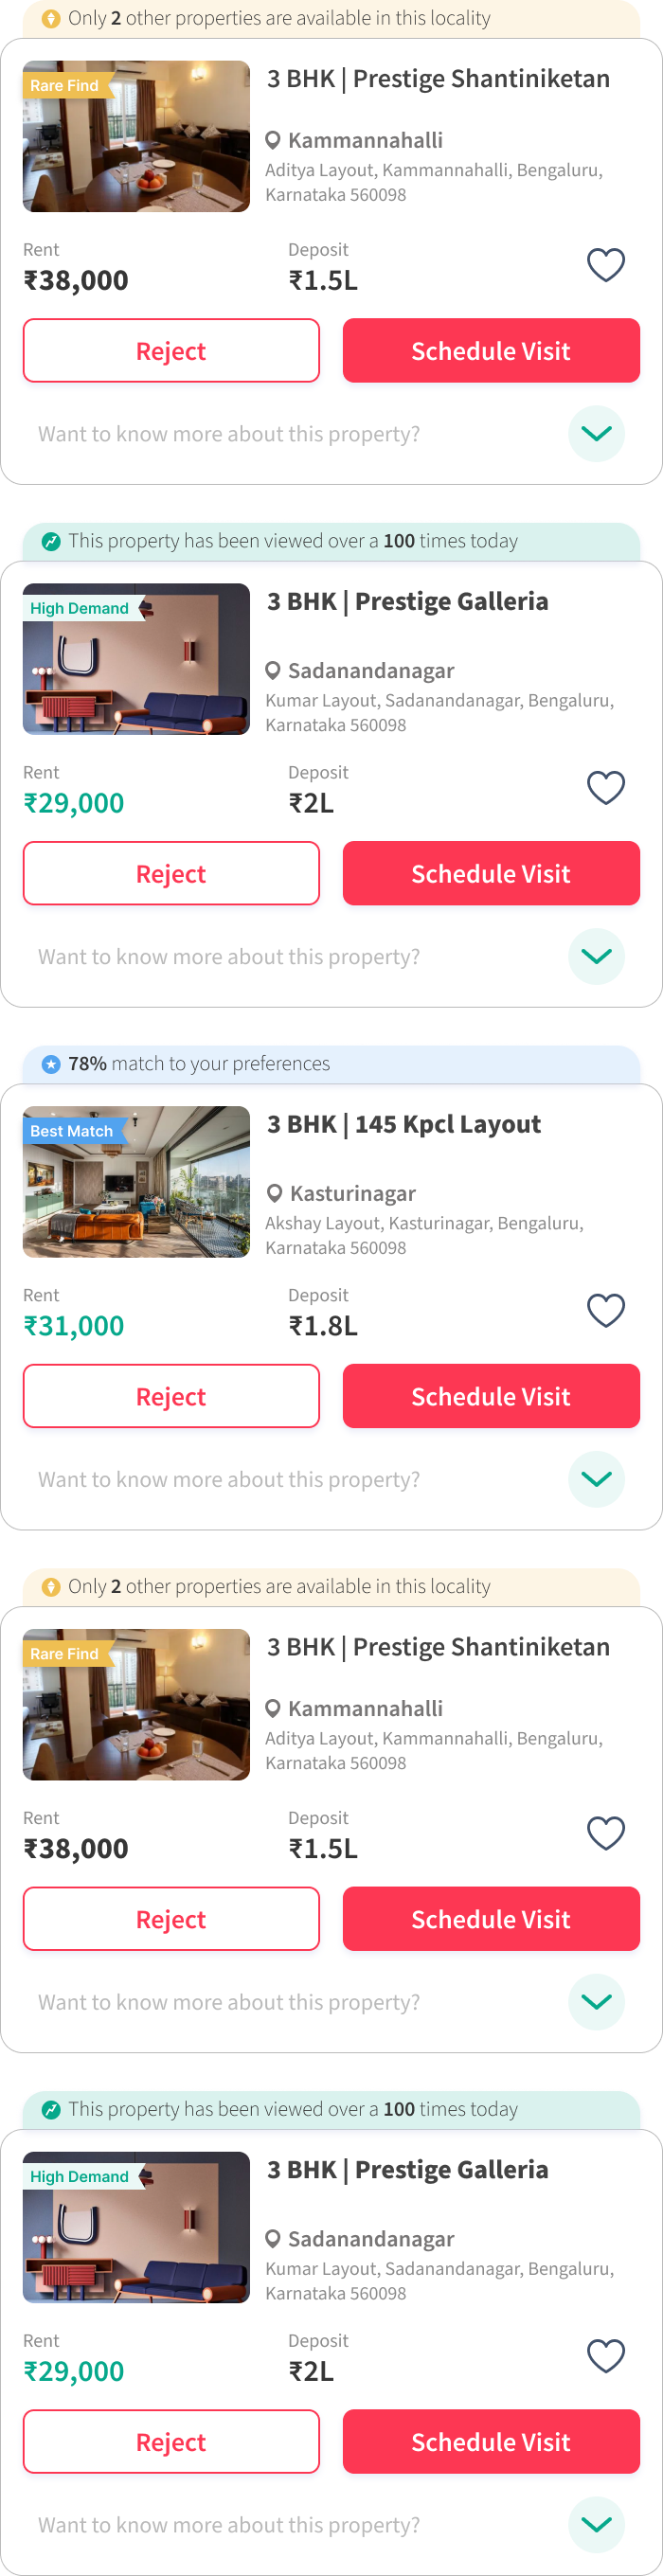 Only 2 other properties are available in this locality
Rare Find
3 BHK | Prestige Shantiniketan
Kammannahalli
Aditya Layout, Kammannahalli, Bengaluru,
Karnataka 560098
Rent
Deposit
₹38,000
₹1.5L
Reject
Schedule Visit
Want to know more about this property?
This property has been viewed over a 100 times today
High Demand
3 BHK | Prestige Galleria
Sadanandanagar
Kumar Layout, Sadanandanagar, Bengaluru,
Karnataka 560098
Rent
Deposit
₹29,000
₹2L
Reject
Schedule Visit
Want to know more about this property?
78% match to your preferences
Best Match
3 BHK | 145 Kpcl Layout
Kasturinagar
Akshay Layout, Kasturinagar, Bengaluru,
Karnataka 560098
Rent
Deposit
₹31,000
₹1.8L
Reject
Schedule Visit
Want to know more about this property?
Only 2 other properties are available in this locality
Rare Find
3 BHK | Prestige Shantiniketan
Kammannahalli
Aditya Layout, Kammannahalli, Bengaluru,
Karnataka 560098
Rent
Deposit
₹38,000
₹1.5L
Reject
Schedule Visit
Want to know more about this property?
This property has been viewed over a 100 times today
High Demand
3 BHK | Prestige Galleria
Sadanandanagar
Kumar Layout, Sadanandanagar, Bengaluru,
Karnataka 560098
Rent
Deposit
₹29,000
₹2L
Reject
Schedule Visit
Want to know more about this property?